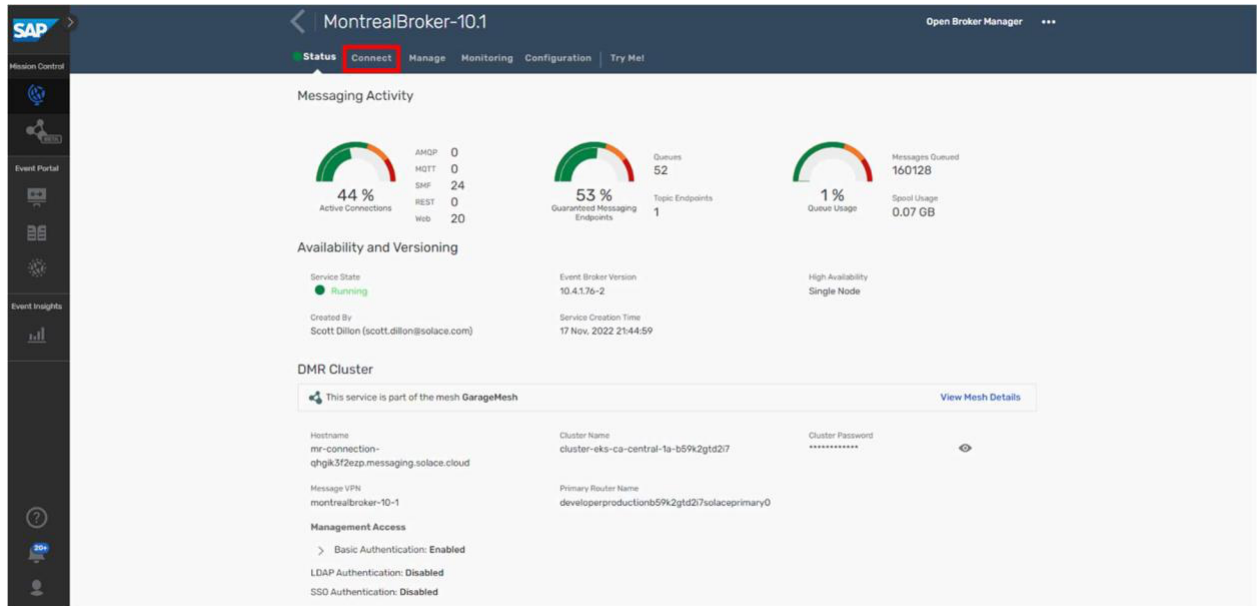 SAP
Mission Control
BETA
Event Portal
Event Insights
20+
MontrealBroker-10.1
Open Broker Manager
Status Connect Manage Monitoring Configuration Try Me!
Messaging Activity
44 %
Active Connections
AMQP 0
MQTT 0
SMF 24
REST 0
Web 20
53 %
Guaranteed Messaging
Endpoints
Queues
52
Topic Endpoints
1
1 %
Queue Usage
Messages Queued
160128
Spool Usage
0.07 GB
Availability and Versioning
Service State
Running
Event Broker Version
10.4.1.76-2
High Availability
Single Node
Created By
Scott Dillon (scott.dillon@solace.com)
Service Creation Time
17 Nov, 2022 21:44:59
DMR Cluster
This service is part of the mesh GarageMesh
View Mesh Details
Hostname
mr-connection-
qhgik3f2ezp.messaging.solace.cloud
Cluster Name
cluster-eks-ca-central-1a-b59k2gtd2i7
Cluster Password
************
Message VPN
montrealbroker-10-1
Primary Router Name
developerproductionb59k2gtd2i7solaceprimary0
Management Access
Basic Authentication: Enabled
LDAP Authentication: Disabled
SSO Authentication: Disabled